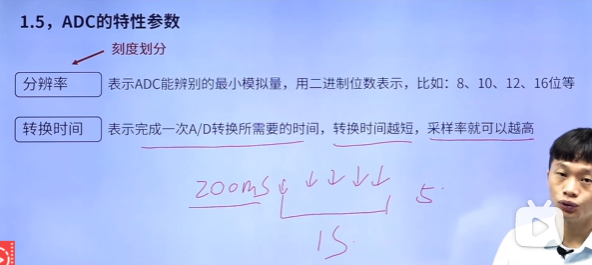 1.5，ADC的特性参数
刻度划分
分辨率 表示ADC能辨别的最小模拟量，用二进制位数表示，比如：8、10、12、16位等
转换时间 表示完成一次A/D转换所需要的时间，转换时间越短，采样率就可以越高
200ms 5
1S